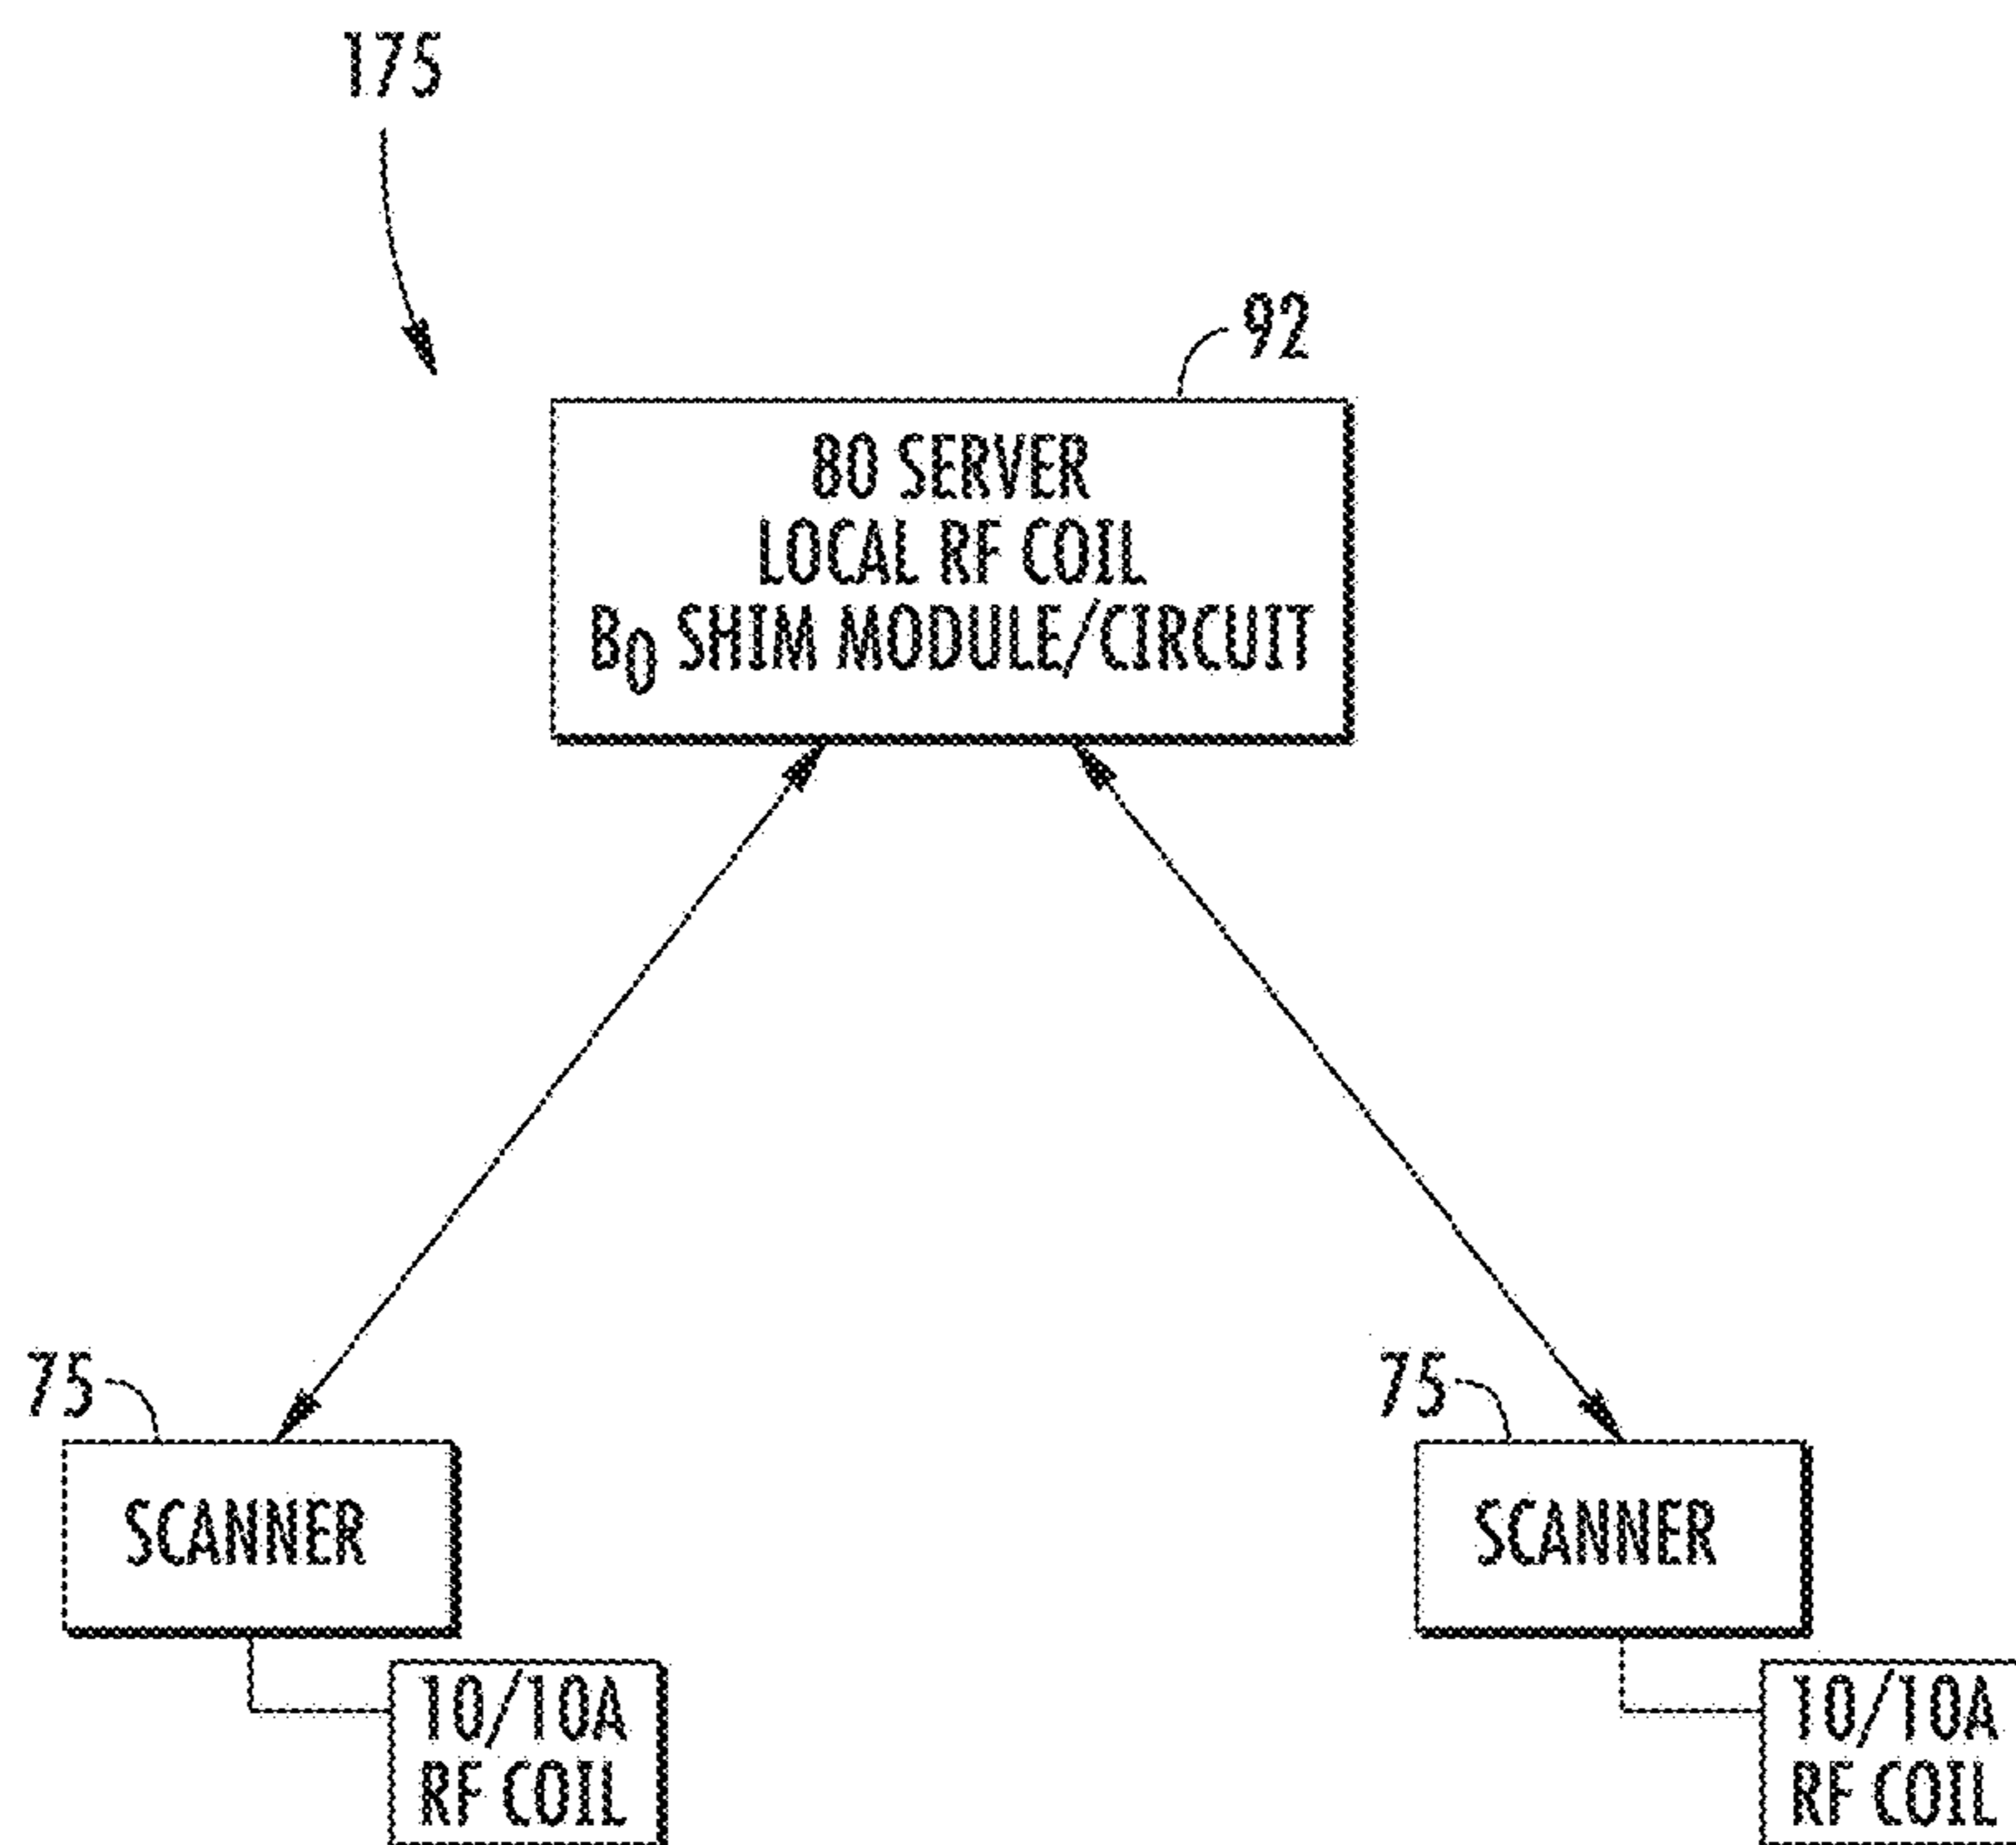 175
92
80 SERVER
LOCAL RF COIL
B0 SHIM MODULE/CIRCUIT
75
75
SCANNER
SCANNER
10/10A
RF COIL
10/10A
RF COIL